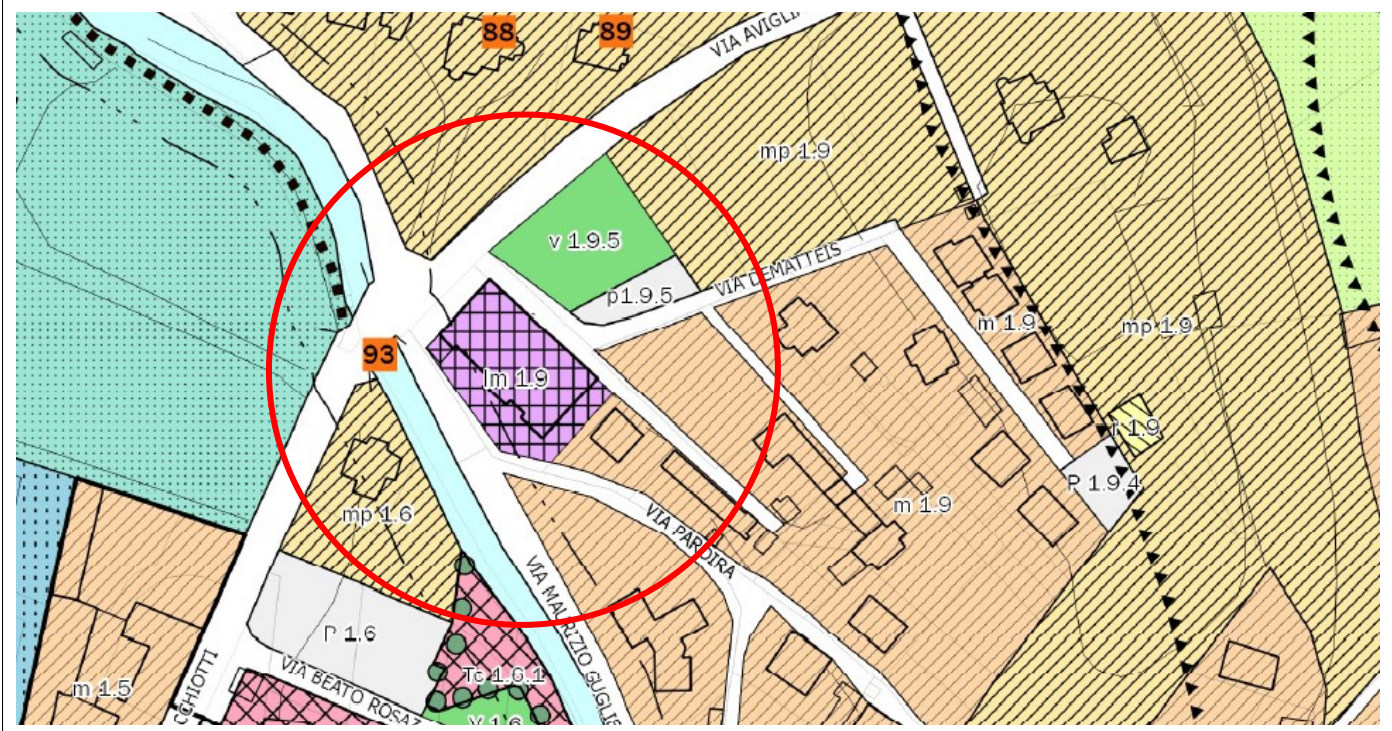 88
89
VIA AVIGLI
mp 1.9
v 1.9.5
p1.9.5
VIA DEMATTEIS
m 1.9
mp 1.9
93
Im 1.9
1.9
P 1.9.4
mp 1.6
m 1.9
VIA PARDIRA
VIA MAURIZIO GUGLIE
P 1.6
Tc 1.6.1
VIA BEATO ROSAZ
m 1.5
CCHIOTTI
V 1.6